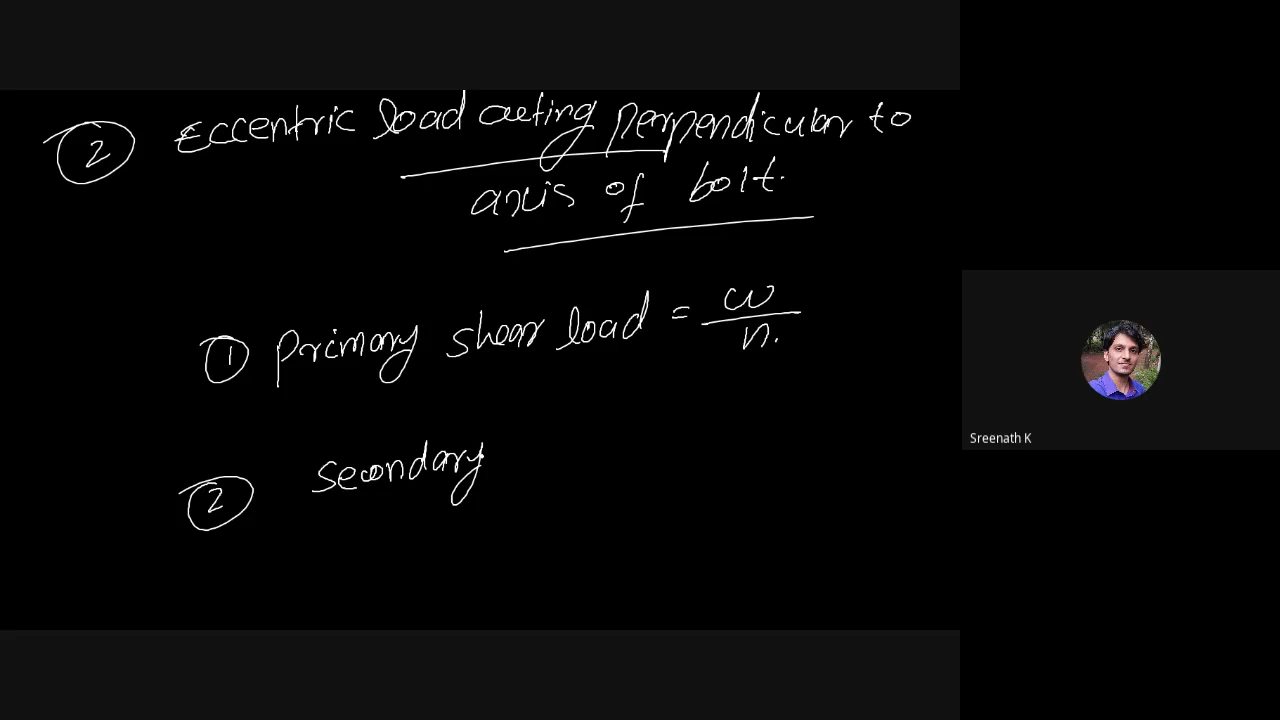 ② Eccentric load acting perpendicular to
axis of bolt.
① Primary shear load = W/n.
② Secondary
Sreenath K